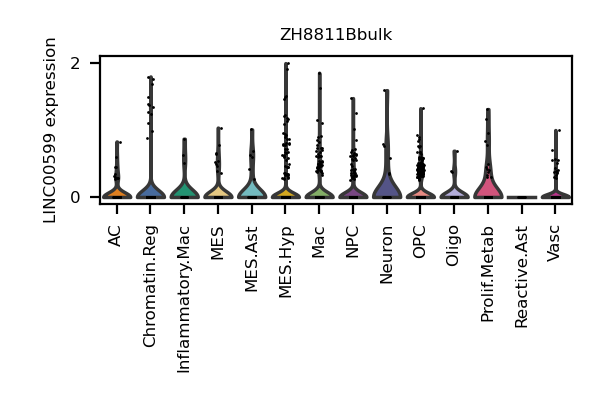 ZH8811Bbulk
LINC00599 expression
2
0
AC
Chromatin.Reg
Inflammatory.Mac
MES
MES.Ast
MES.Hyp
Mac
NPC
Neuron
OPC
Oligo
Prolif.Metab
Reactive.Ast
Vasc